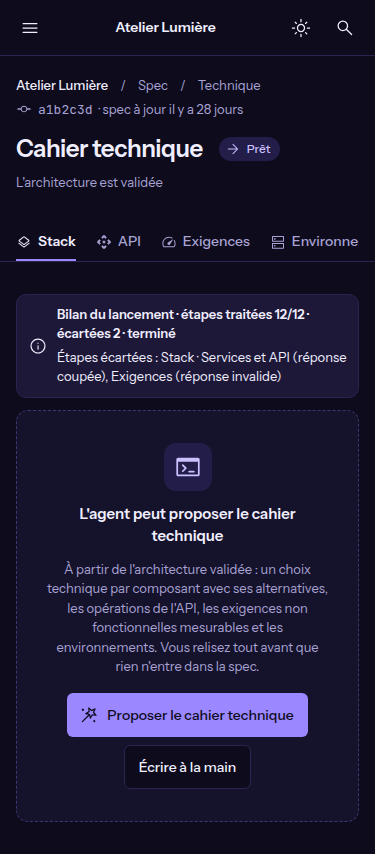 Atelier Lumière
Atelier Lumière / Spec / Technique
a1b2c3d · spec à jour il y a 28 jours
Cahier technique → Prêt
L'architecture est validée
Stack API Exigences Environne
Bilan du lancement · étapes traitées 12/12 ·
écartées 2 · terminé
Étapes écartées : Stack · Services et API (réponse
coupée), Exigences (réponse invalide)
L'agent peut proposer le cahier
technique
À partir de l'architecture validée : un choix
technique par composant avec ses alternatives,
les opérations de l'API, les exigences non
fonctionnelles mesurables et les
environnements. Vous relisez tout avant que
rien n'entre dans la spec.
Proposer le cahier technique
Écrire à la main